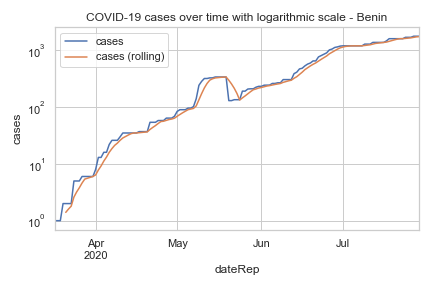 COVID-19 cases over time with logarithmic scale - Benin
cases
cases (rolling)
10³
10²
10¹
10⁰
cases
Apr
2020
May
Jun
Jul
dateRep